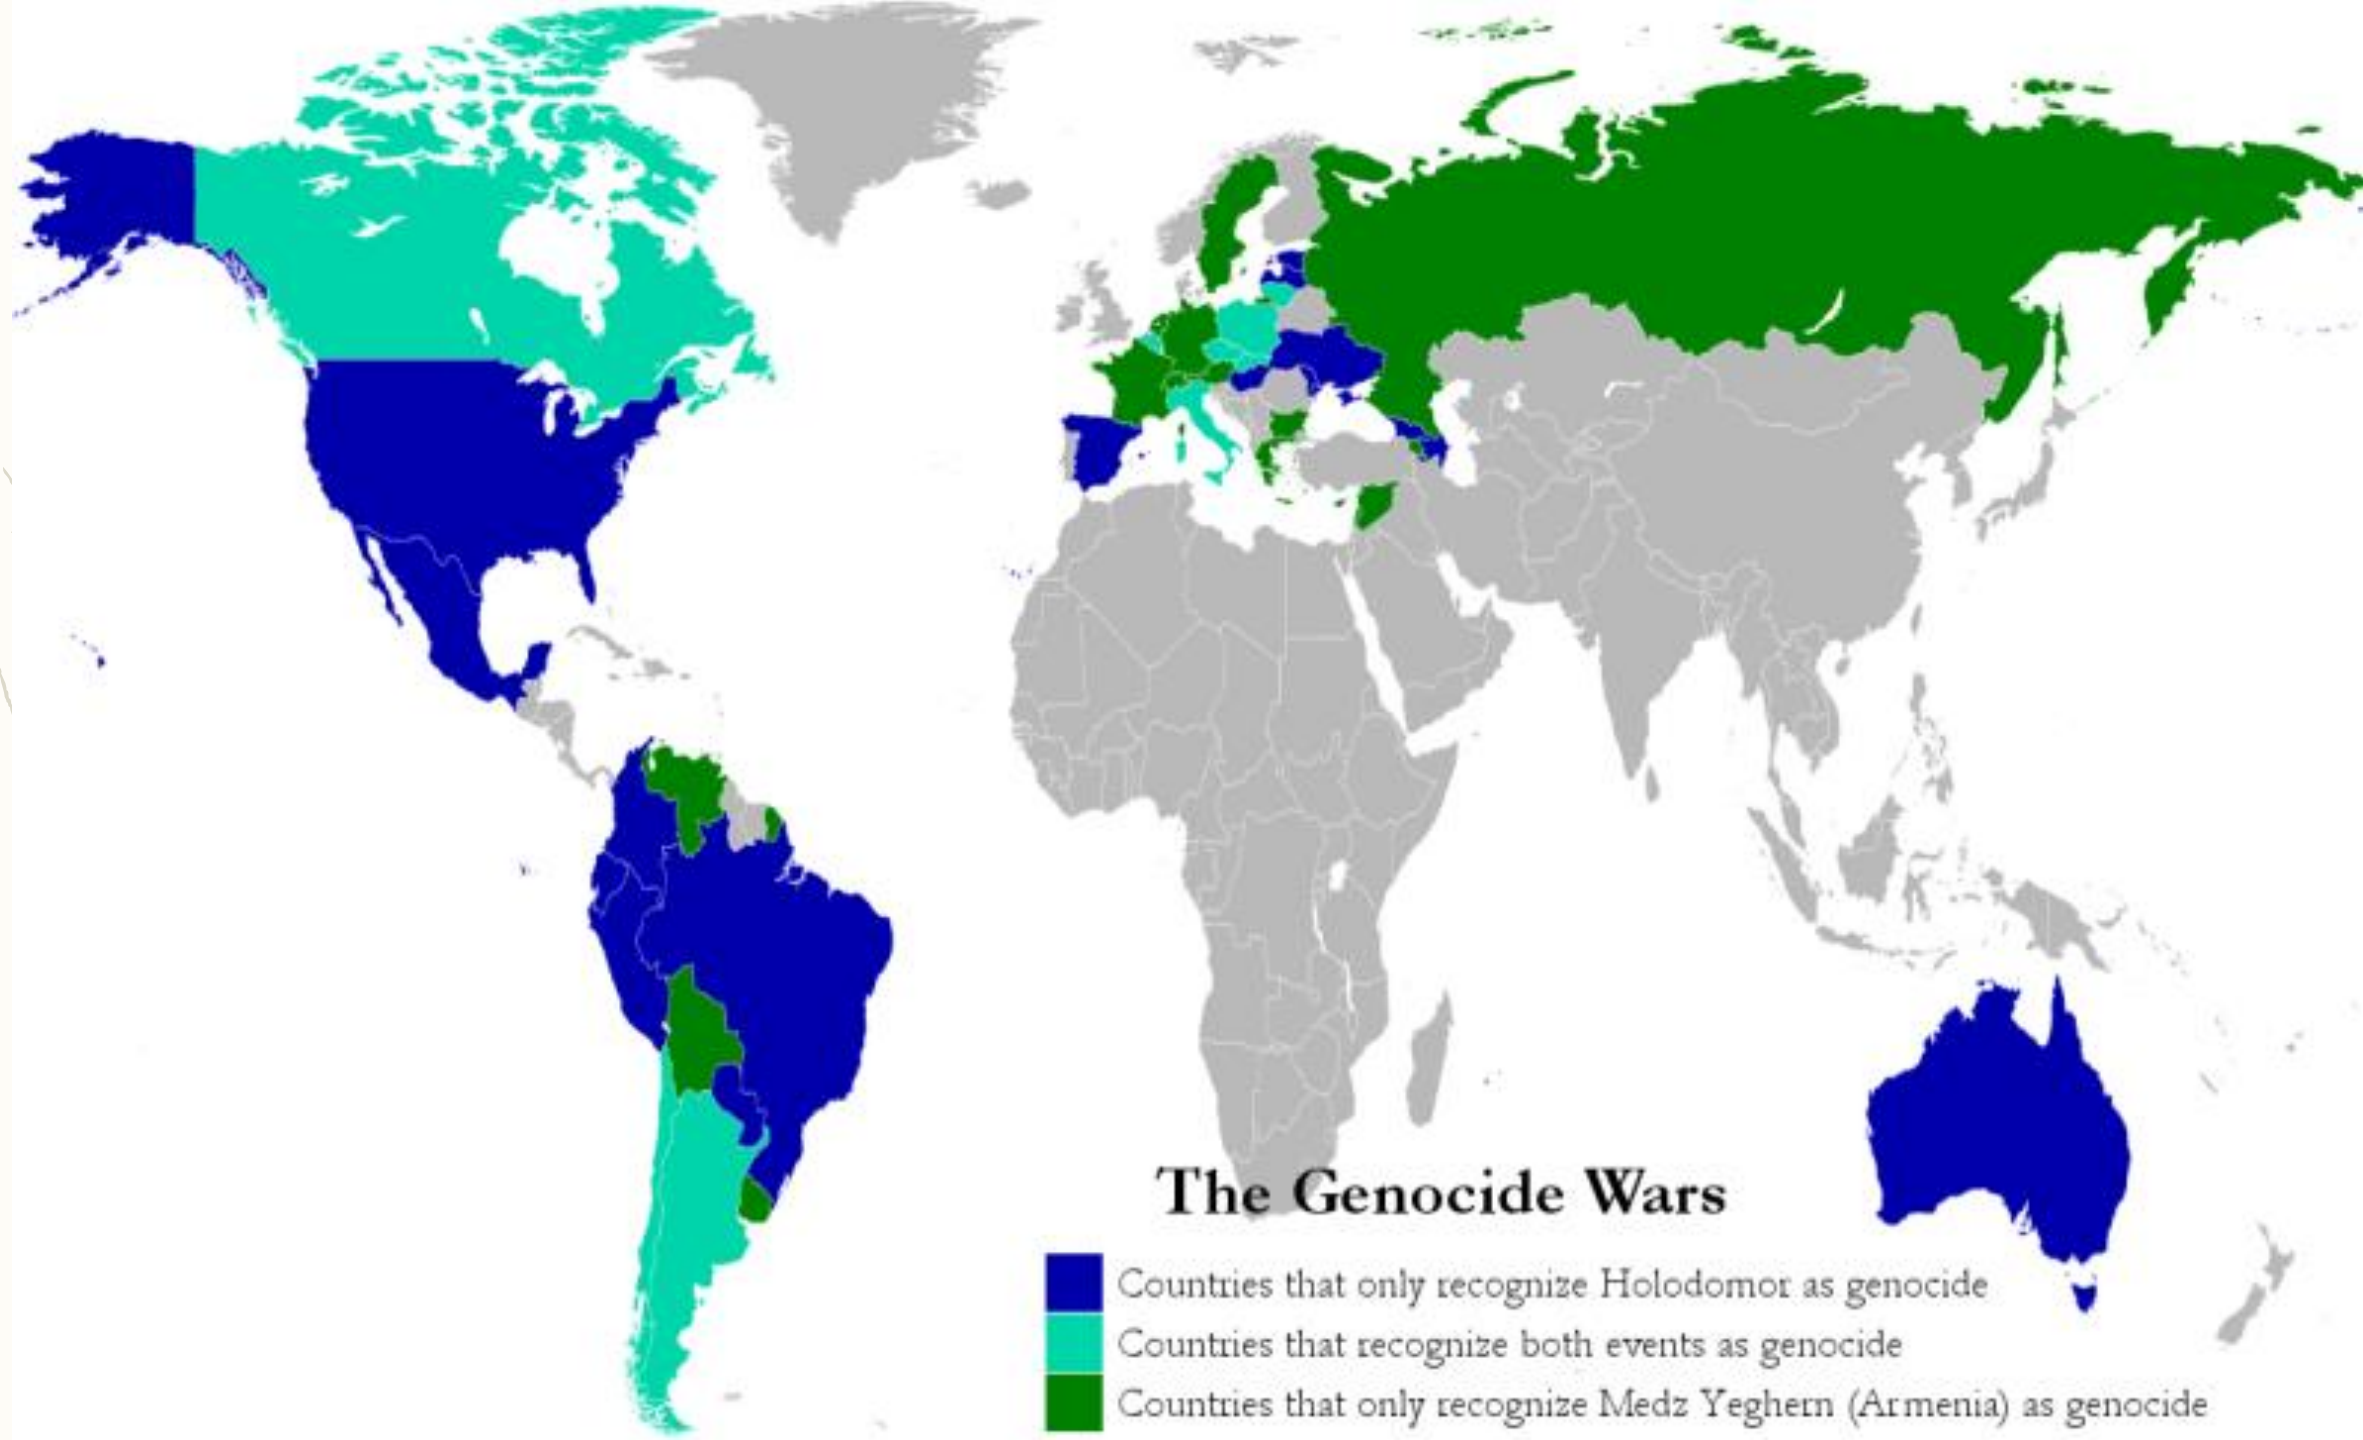 The Genocide Wars
Countries that only recognize Holodomor as genocide
Countries that recognize both events as genocide
Countries that only recognize Medz Yeghern (Armenia) as genocide